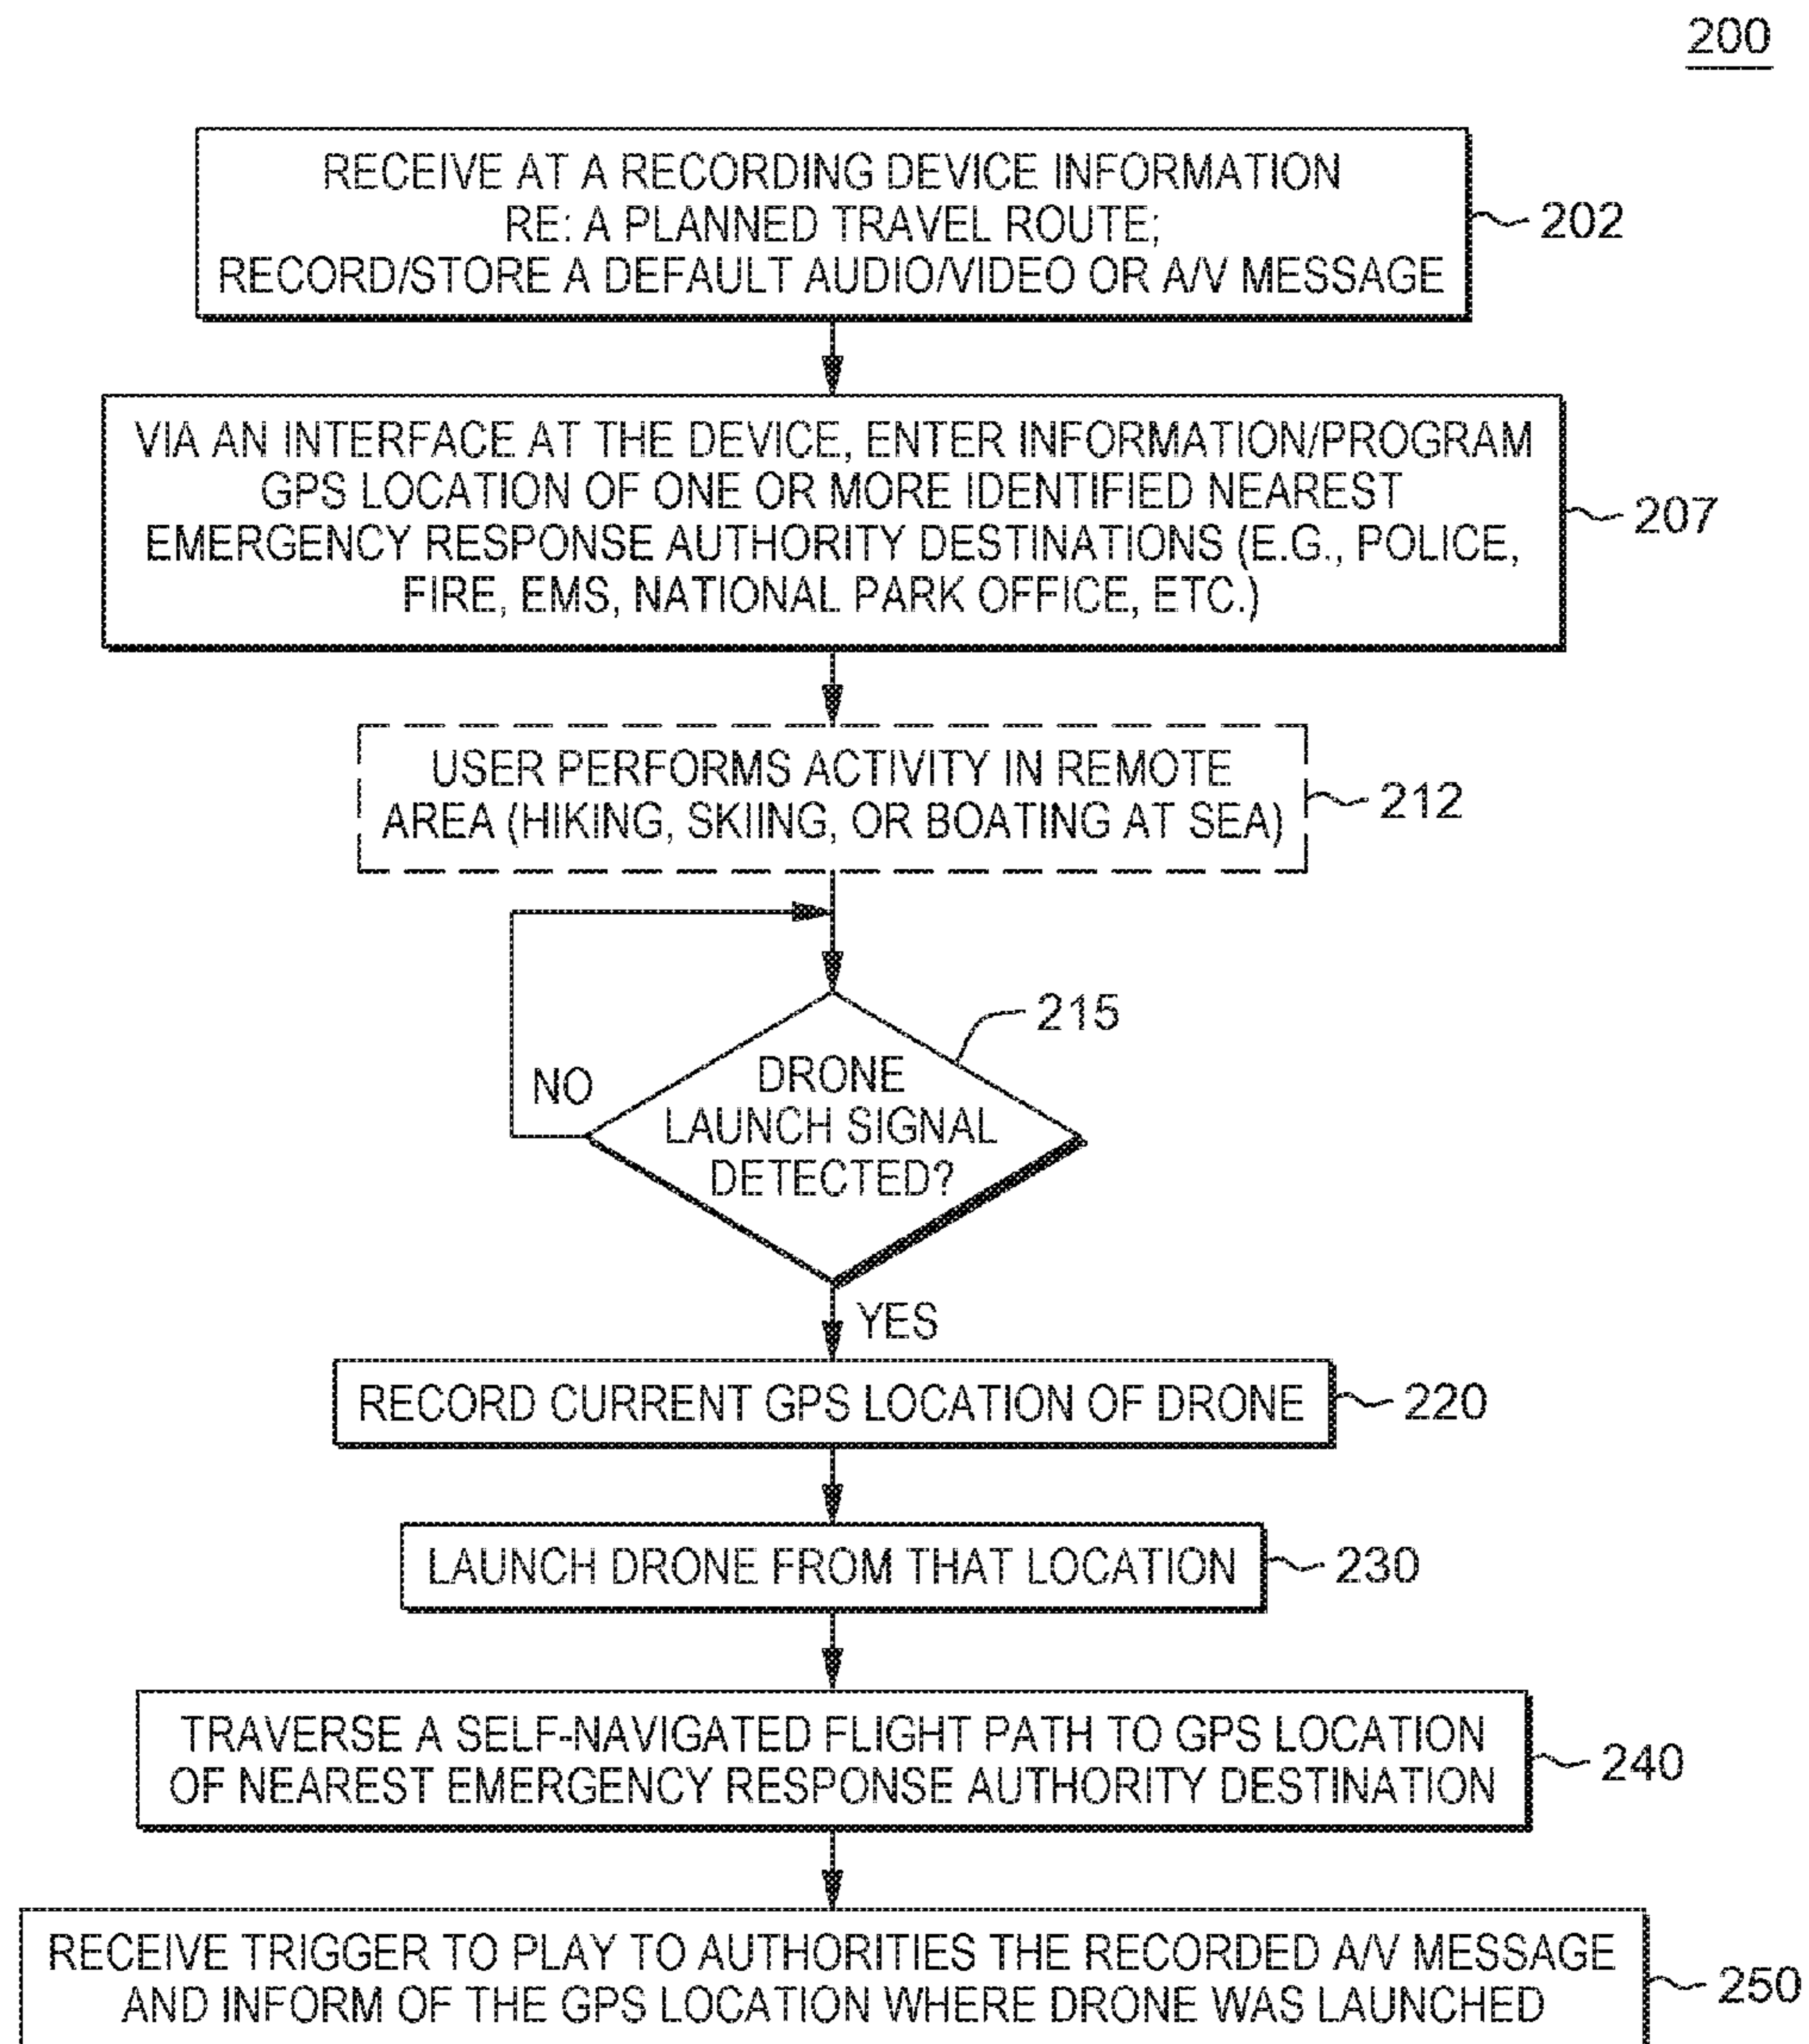 200
RECEIVE AT A RECORDING DEVICE INFORMATION
RE: A PLANNED TRAVEL ROUTE;
RECORD/STORE A DEFAULT AUDIO/VIDEO OR A/V MESSAGE
202
VIA AN INTERFACE AT THE DEVICE, ENTER INFORMATION/PROGRAM
GPS LOCATION OF ONE OR MORE IDENTIFIED NEAREST
EMERGENCY RESPONSE AUTHORITY DESTINATIONS (E.G., POLICE,
FIRE, EMS, NATIONAL PARK OFFICE, ETC.)
207
USER PERFORMS ACTIVITY IN REMOTE
AREA (HIKING, SKIING, OR BOATING AT SEA)
212
215
DRONE
LAUNCH SIGNAL
DETECTED?
NO
YES
RECORD CURRENT GPS LOCATION OF DRONE
220
LAUNCH DRONE FROM THAT LOCATION
230
TRAVERSE A SELF-NAVIGATED FLIGHT PATH TO GPS LOCATION
OF NEAREST EMERGENCY RESPONSE AUTHORITY DESTINATION
240
RECEIVE TRIGGER TO PLAY TO AUTHORITIES THE RECORDED A/V MESSAGE
AND INFORM OF THE GPS LOCATION WHERE DRONE WAS LAUNCHED
250